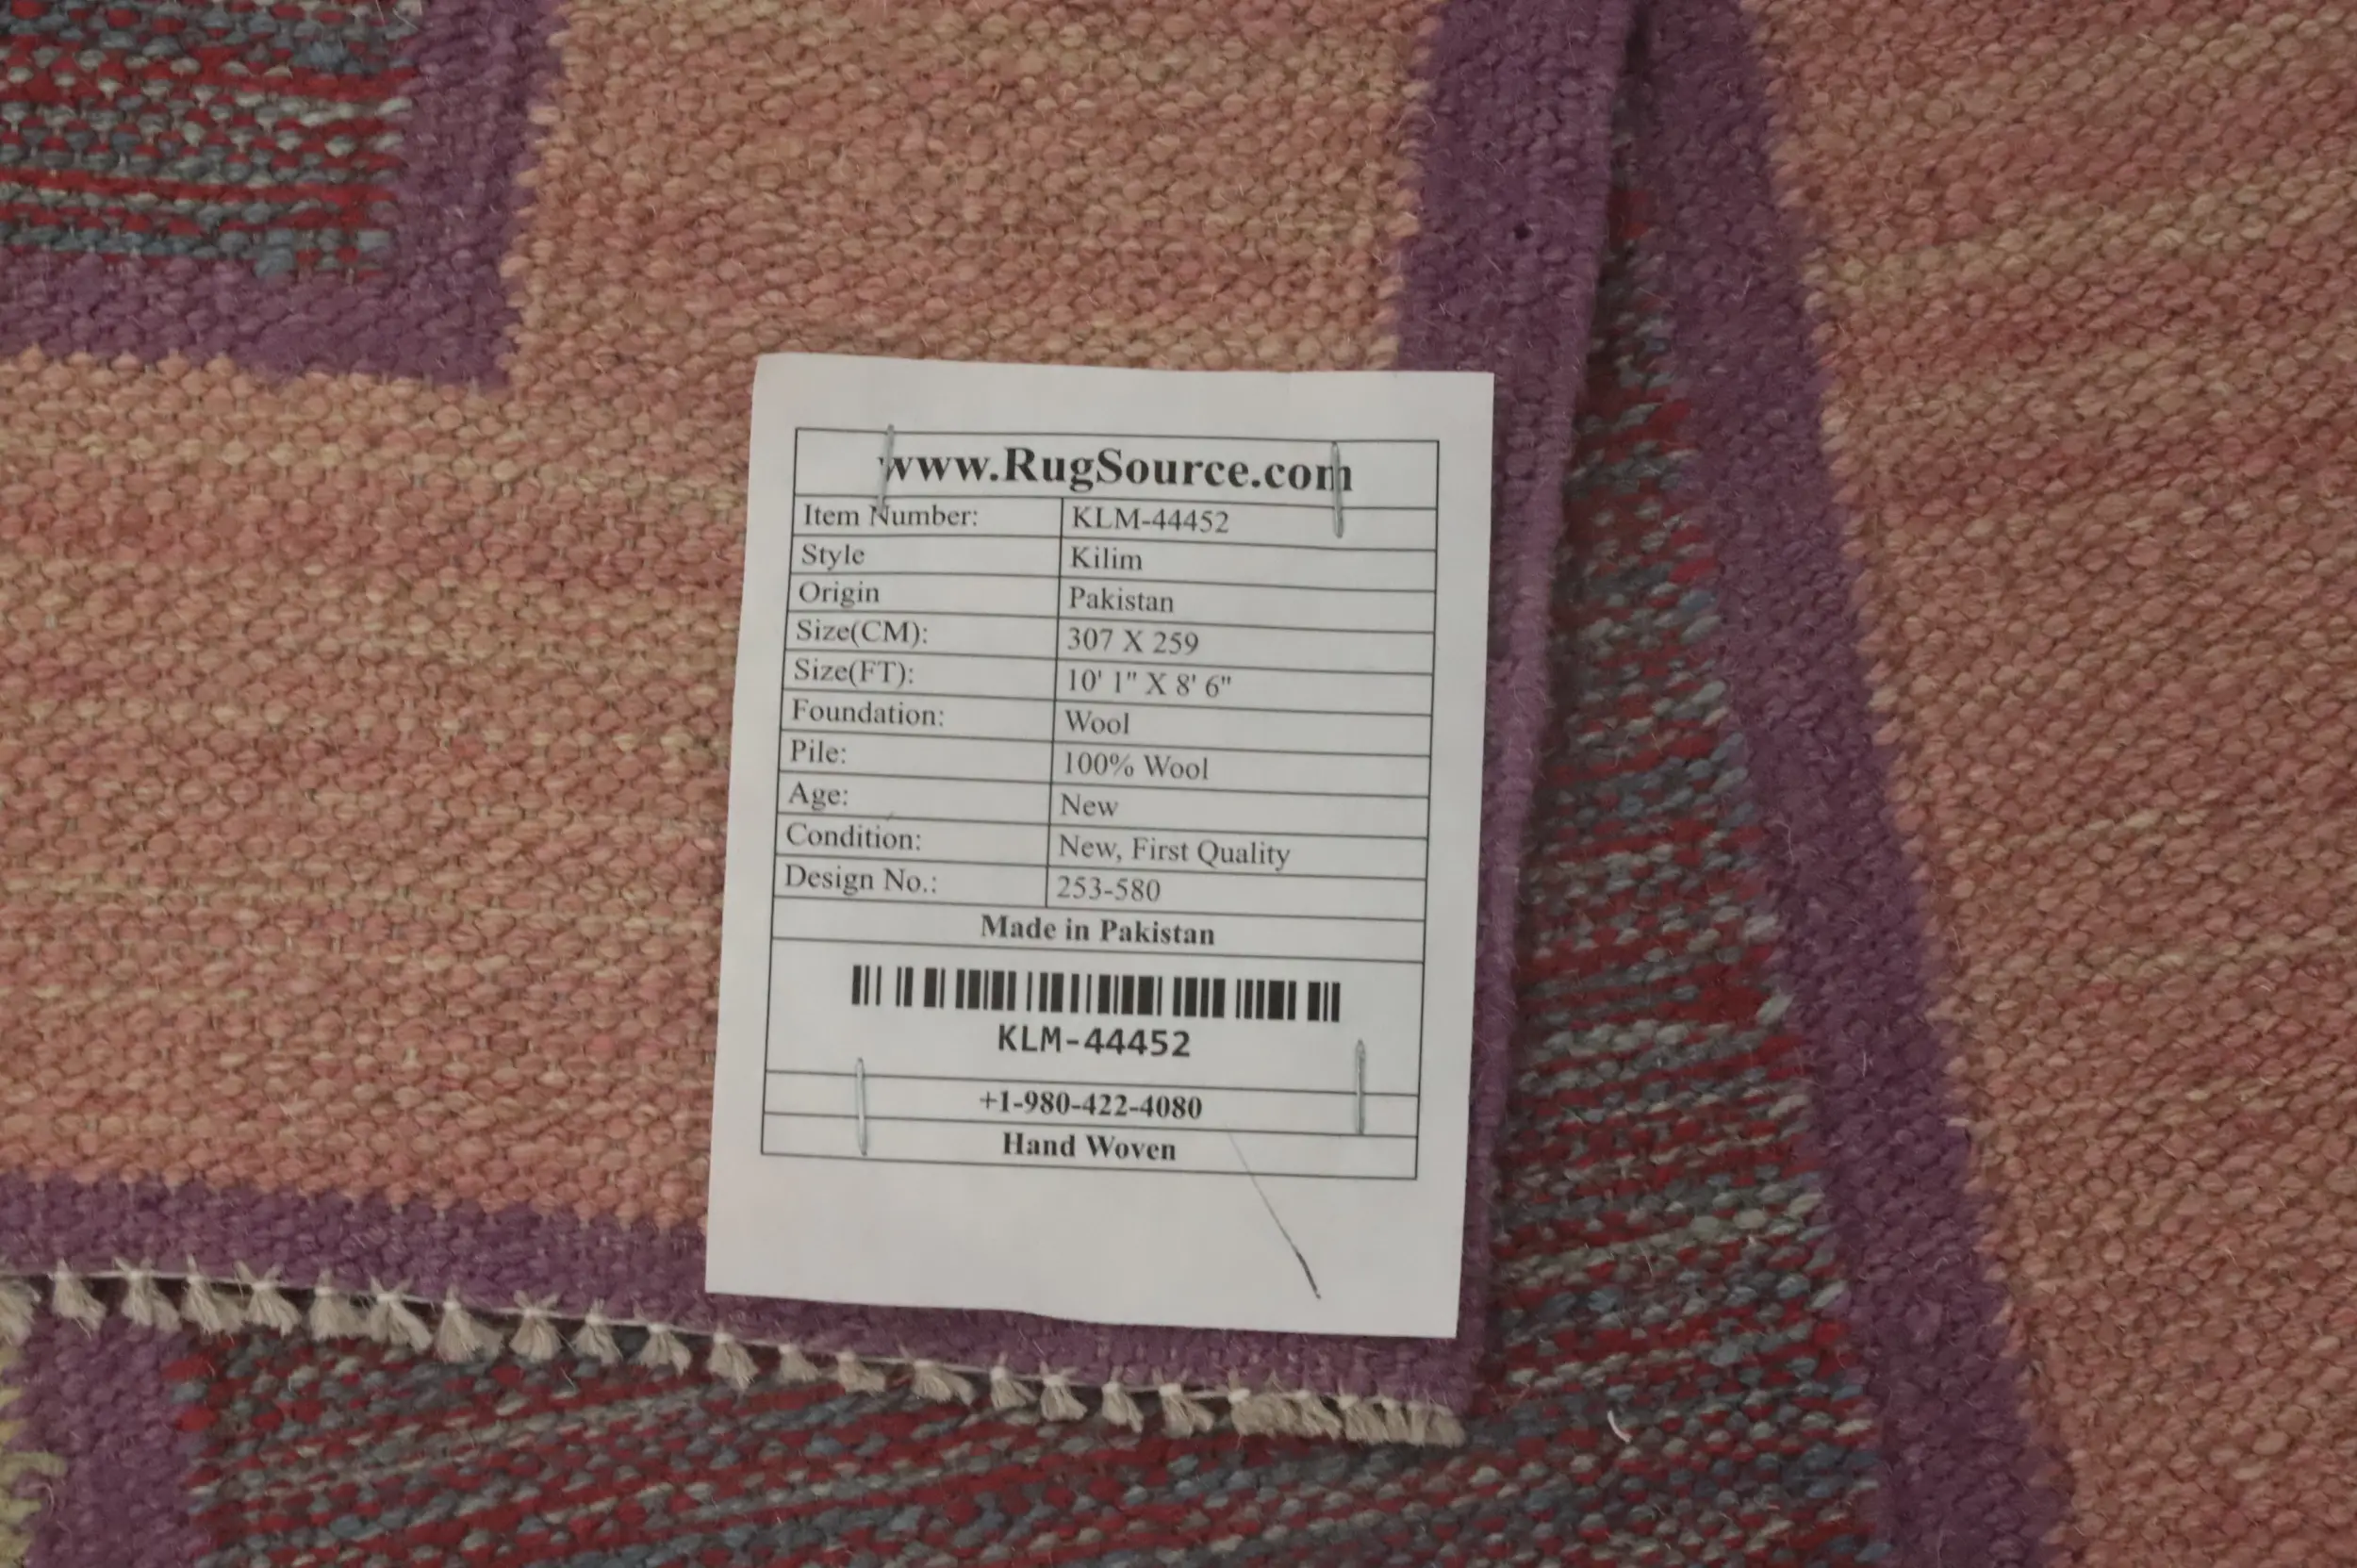 www.RugSource.com
Item Number: KLM-44452
Style Kilim
Origin Pakistan
Size(CM): 307 X 259
Size(FT): 10' 1" X 8' 6"
Foundation: Wool
Pile: 100% Wool
Age: New
Condition: New, First Quality
Design No.: 253-580
Made in Pakistan
KLM-44452
+1-980-422-4080
Hand Woven